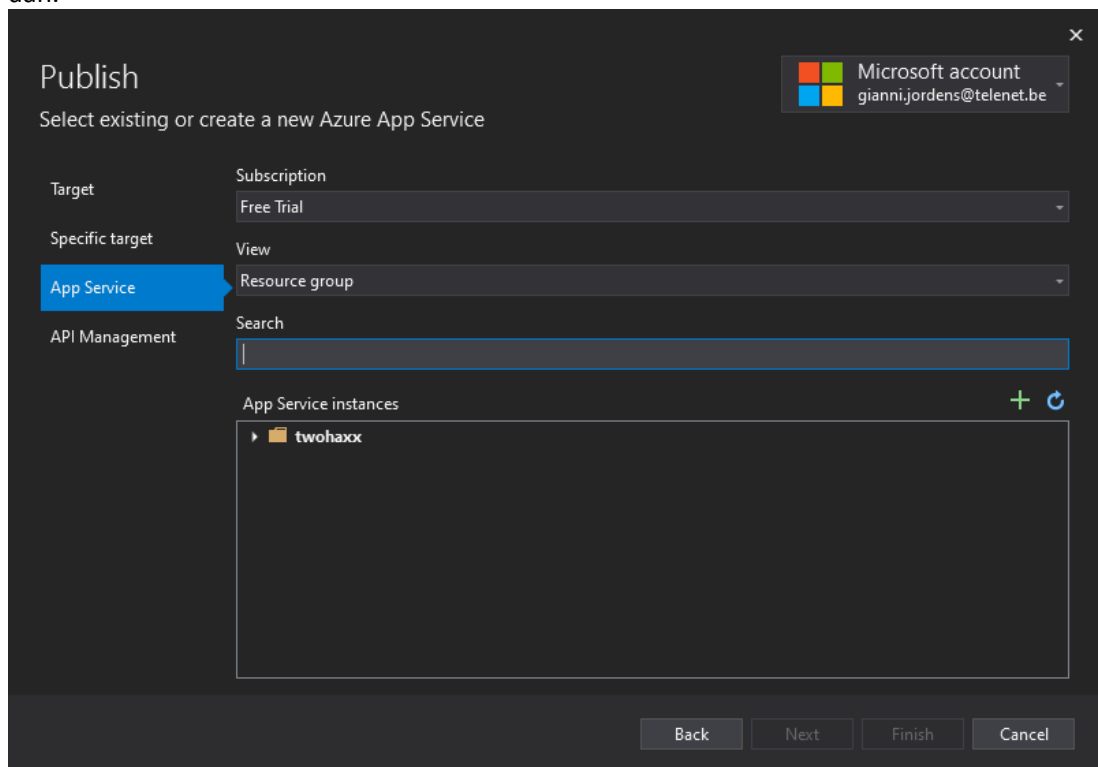 Publish
Microsoft account
gianni.jordens@telenet.be
Select existing or create a new Azure App Service
Target
Specific target
App Service
API Management
Subscription
Free Trial
View
Resource group
Search
App Service instances
twohaxx
Back Next Finish Cancel